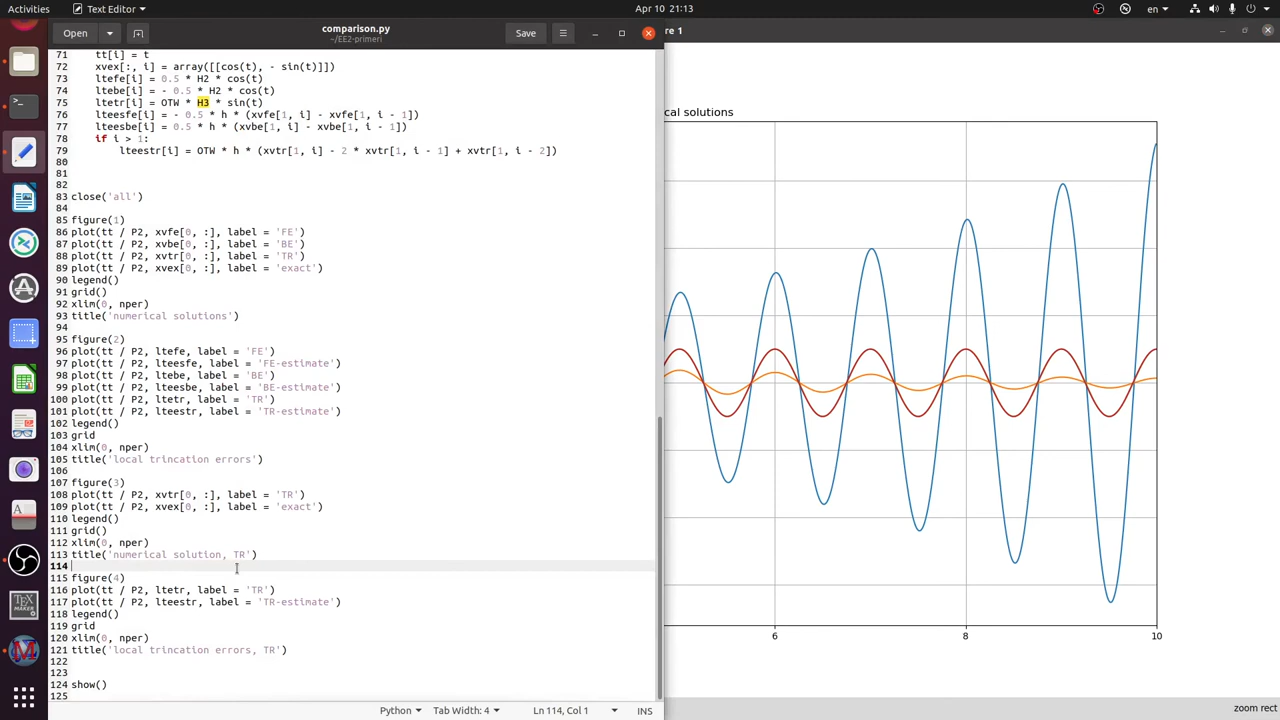 Activities
Text Editor
Apr 10 21:13
en
Open
comparison.py
~/EE2-primeri
Save
re 1
71 tt[i] = t
72 xvex[:, i] = array([[cos(t), - sin(t)]])
73 ltefe[i] = 0.5 * H2 * cos(t)
74 ltebe[i] = - 0.5 * H2 * cos(t)
75 ltetr[i] = OTW * H3 * sin(t)
76 lteesfe[i] = - 0.5 * h * (xvfe[1, i] - xvfe[1, i - 1])
77 lteesbe[i] = 0.5 * h * (xvbe[1, i] - xvbe[1, i - 1])
78 if i > 1:
79 lteestr[i] = OTW * h * (xvtr[1, i] - 2 * xvtr[1, i - 1] + xvtr[1, i - 2])
80
81
82
83 close('all')
84
85 figure(1)
86 plot(tt / P2, xvfe[0, :], label = 'FE')
87 plot(tt / P2, xvbe[0, :], label = 'BE')
88 plot(tt / P2, xvtr[0, :], label = 'TR')
89 plot(tt / P2, xvex[0, :], label = 'exact')
90 legend()
91 grid()
92 xlim(0, nper)
93 title('numerical solutions')
94
95 figure(2)
96 plot(tt / P2, ltefe, label = 'FE')
97 plot(tt / P2, lteesfe, label = 'FE-estimate')
98 plot(tt / P2, ltebe, label = 'BE')
99 plot(tt / P2, lteesbe, label = 'BE-estimate')
100 plot(tt / P2, ltetr, label = 'TR')
101 plot(tt / P2, lteestr, label = 'TR-estimate')
102 legend()
103 grid
104 xlim(0, nper)
105 title('local trincation errors')
106
107 figure(3)
108 plot(tt / P2, xvtr[0, :], label = 'TR')
109 plot(tt / P2, xvex[0, :], label = 'exact')
110 legend()
111 grid()
112 xlim(0, nper)
113 title('numerical solution, TR')
114
115 figure(4)
116 plot(tt / P2, ltetr, label = 'TR')
117 plot(tt / P2, lteestr, label = 'TR-estimate')
118 legend()
119 grid
120 xlim(0, nper)
121 title('local trincation errors, TR')
122
123
124 show()
125
Python
Tab Width: 4
Ln 114, Col 1
INS
cal solutions
6
8
10
zoom rect